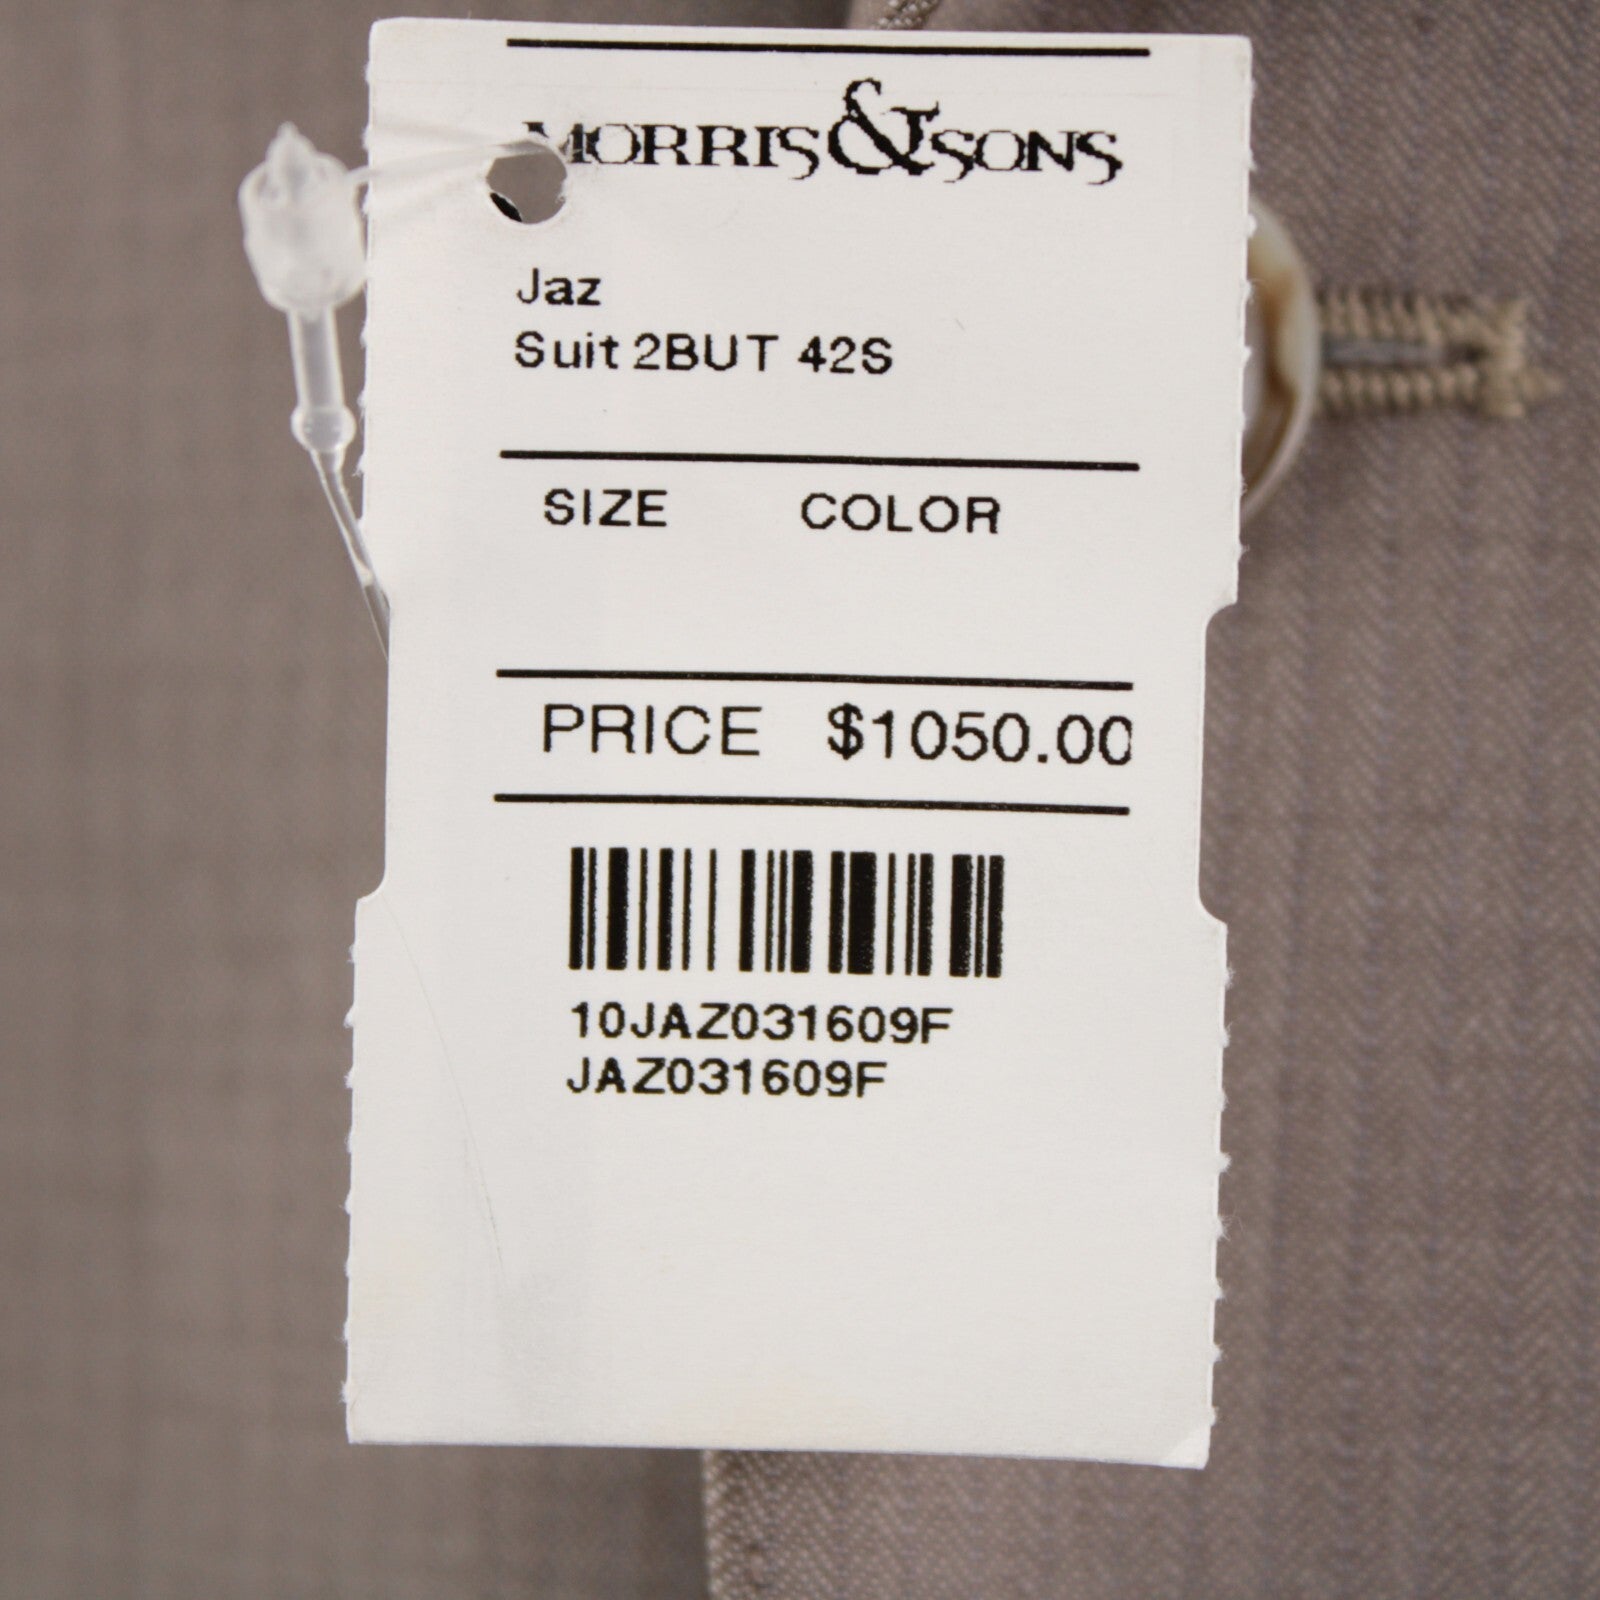 MORRIS & SONS
Jaz
Suit 2BUT 42S
SIZE COLOR
PRICE $1050.00
10JAZ031609F
JAZ031609F